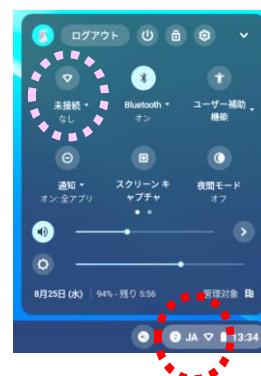 ログアウト
未接続 Bluetooth ユーザー補助機能
なし オン
通知 スクリーン キャプチャ 夜間モード
オン: 全アプリ オフ
8月25日 (水) 94% - 残り 5:56 管理対象
2 JA 13:34